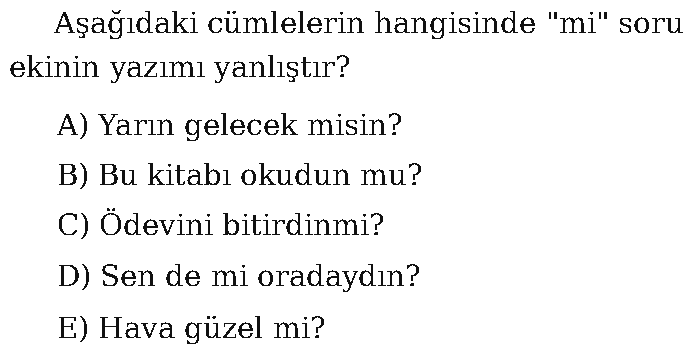 Aşağıdaki cümlelerin hangisinde "mi" soru
ekinin yazımı yanlıştır?
A) Yarın gelecek misin?
B) Bu kitabı okudun mu?
C) Ödevini bitirdinmi?
D) Sen de mi oradaydın?
E) Hava güzel mi?